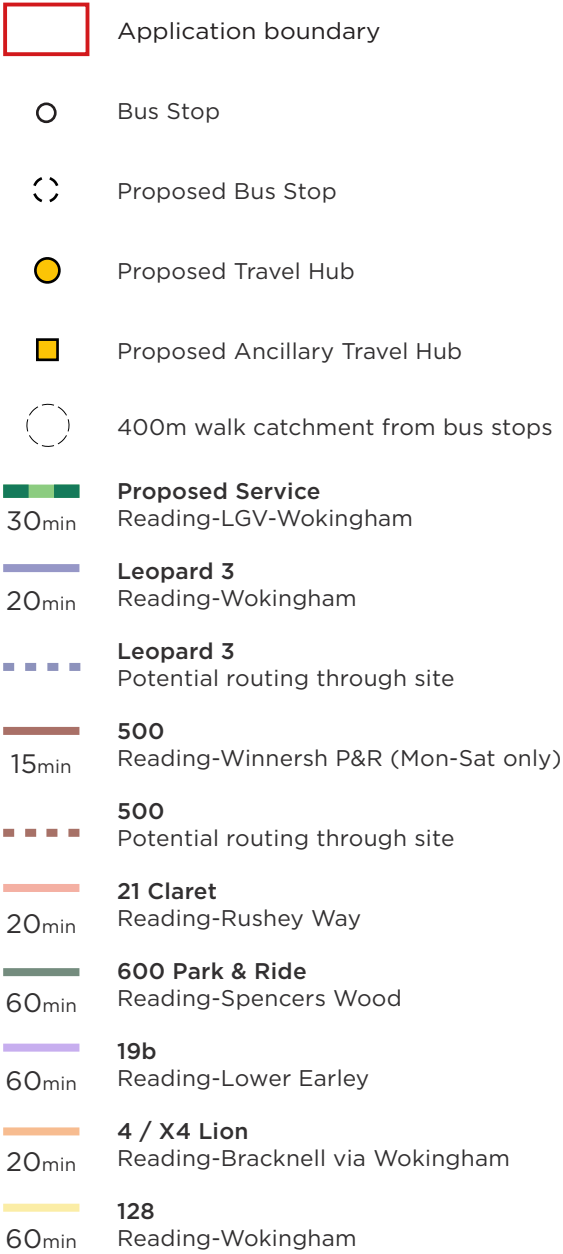 Application boundary
Bus Stop
Proposed Bus Stop
Proposed Travel Hub
Proposed Ancillary Travel Hub
400m walk catchment from bus stops
Proposed Service
30min Reading-LGV-Wokingham
Leopard 3
20min Reading-Wokingham
Leopard 3
Potential routing through site
500
15min Reading-Winnersh P&R (Mon-Sat only)
500
Potential routing through site
21 Claret
20min Reading-Rushey Way
600 Park & Ride
60min Reading-Spencers Wood
19b
60min Reading-Lower Earley
4 / X4 Lion
20min Reading-Bracknell via Wokingham
128
60min Reading-Wokingham